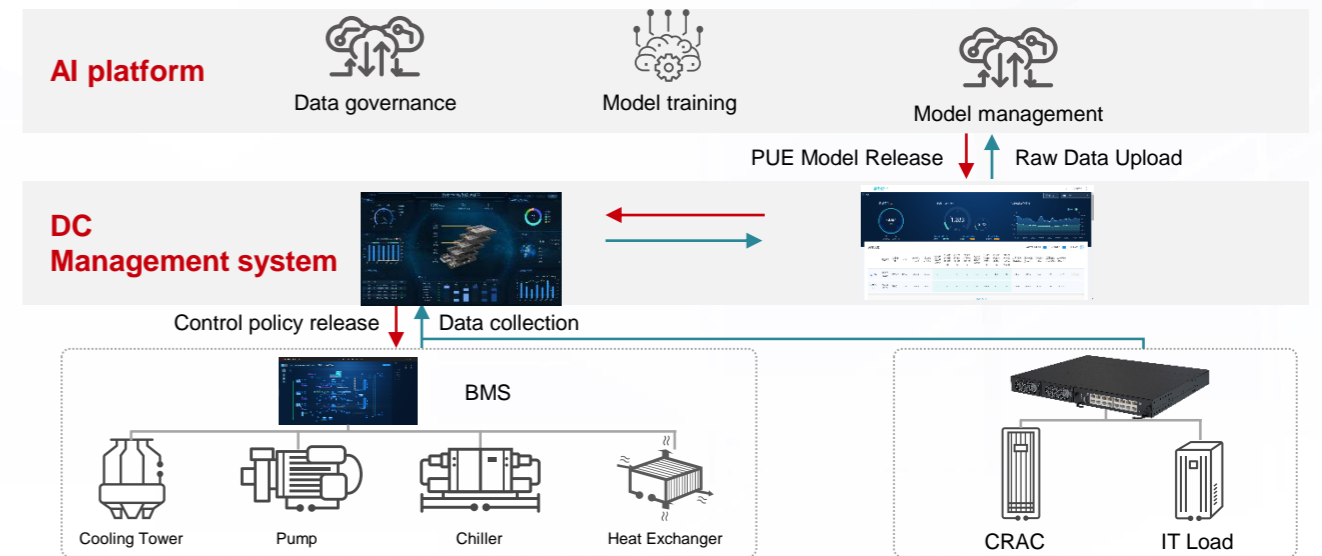 AI platform
Data governance
Model training
Model management
PUE Model Release
Raw Data Upload
DC
Management system
Control policy release
Data collection
BMS
Cooling Tower
Pump
Chiller
Heat Exchanger
CRAC
IT Load